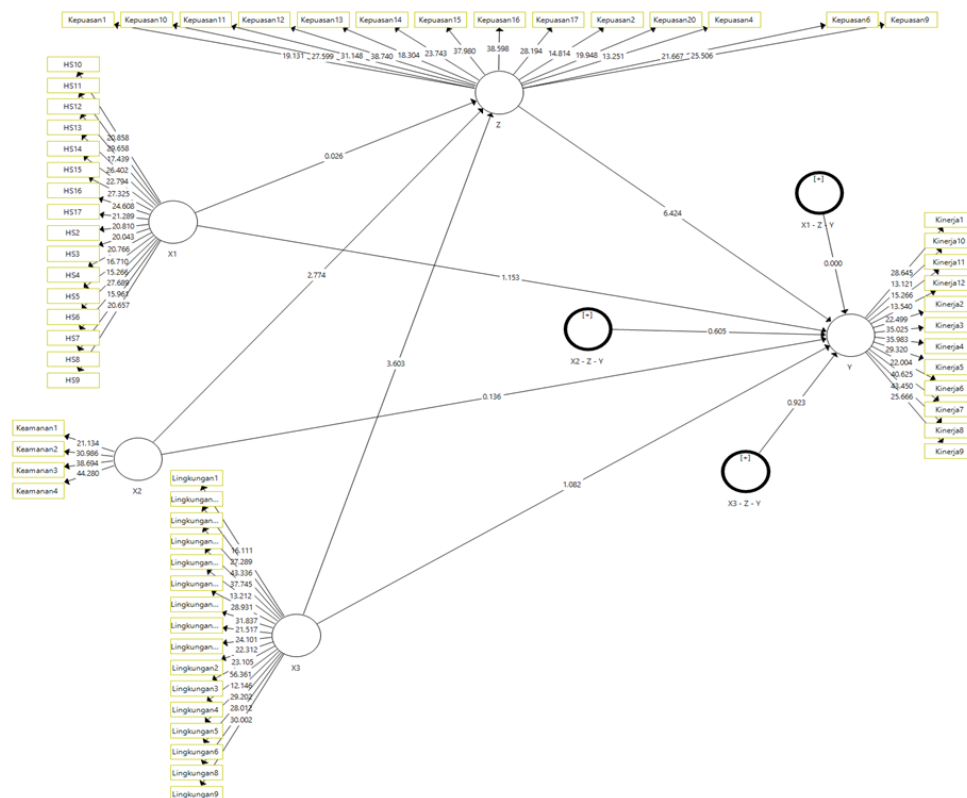 Kepuasan1 Kepuasan10 Kepuasan11 Kepuasan12 Kepuasan13 Kepuasan14 Kepuasan15 Kepuasan16 Kepuasan17 Kepuasan2 Kepuasan20 Kepuasan4 Kepuasan6 Kepuasan9
19.131 27.599 31.148 38.740 18.304 23.743 37.980 38.598 28.194 14.814 19.948 13.251 21.667 25.506
Z
HS10
HS11
HS12
HS13
HS14
HS15
HS16
HS17
HS2
HS3
HS4
HS5
HS6
HS7
HS8
HS9
20.858
29.658
17.439
26.402
22.794
27.325
24.608
21.289
20.810
20.043
20.766
16.710
15.266
27.689
15.961
20.657
X1
0.026
2.774
3.603
6.424
1.153
0.136
1.082
[+]
X1 - Z - Y
0.000
[+]
X2 - Z - Y
0.605
[+]
X3 - Z - Y
0.923
Y
28.645
13.121
15.266
13.540
22.499
35.025
35.983
29.320
22.004
40.625
43.450
25.666
Kinerja1
Kinerja10
Kinerja11
Kinerja12
Kinerja2
Kinerja3
Kinerja4
Kinerja5
Kinerja6
Kinerja7
Kinerja8
Kinerja9
Keamanan1
Keamanan2
Keamanan3
Keamanan4
21.134
30.986
38.694
44.280
X2
Lingkungan1
Lingkungan...
Lingkungan...
Lingkungan...
Lingkungan...
Lingkungan...
Lingkungan...
Lingkungan...
Lingkungan...
Lingkungan2
Lingkungan3
Lingkungan4
Lingkungan5
Lingkungan6
Lingkungan8
Lingkungan9
16.111
27.289
43.336
37.745
13.212
28.931
31.837
21.517
24.101
22.312
23.105
56.361
12.146
29.202
28.012
30.002
X3